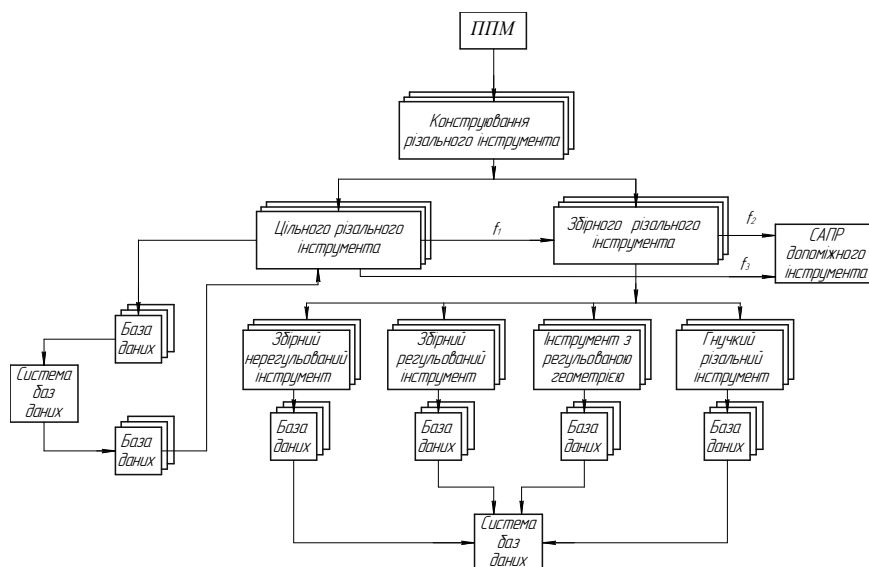 ППМ
Конструювання
різального інструмента
Цільного різального
інструмента
f₁
Збірного різального
інструмента
f₂
f₃
САПР
допоміжного
інструмента
База
даних
Система
баз
даних
База
даних
Збірний
нерегульований
інструмент
Збірний
регульований
інструмент
Інструмент з
регульованою
геометрією
Гнучкий
різальний
інструмент
База
даних
База
даних
База
даних
База
даних
Система
баз
даних